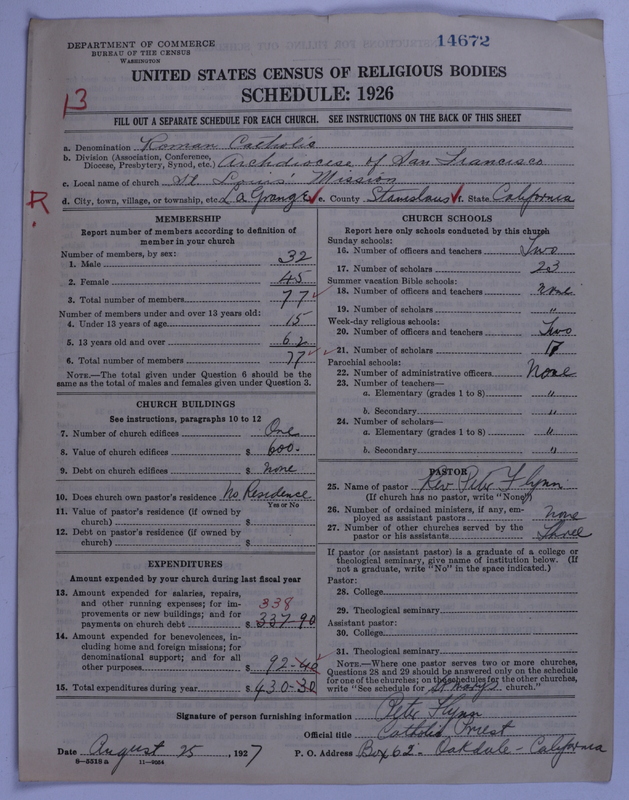 14672
DEPARTMENT OF COMMERCE
BUREAU OF THE CENSUS
WASHINGTON
UNITED STATES CENSUS OF RELIGIOUS BODIES
SCHEDULE: 1926
13
FILL OUT A SEPARATE SCHEDULE FOR EACH CHURCH. SEE INSTRUCTIONS ON THE BACK OF THIS SHEET
a. Denomination Roman Catholic
b. Division (Association, Conference, Diocese, Presbytery, Synod, etc.) Archdiocese of San Francisco
c. Local name of church St. Louis' Mission
R.
d. City, town, village, or township, etc. La Grange ✓ e. County Stanislaus ✓ f. State California
MEMBERSHIP
Report number of members according to definition of
member in your church
Number of members, by sex:
1. Male 32
2. Female 45
3. Total number of members 77 ✓
Number of members under and over 13 years old:
4. Under 13 years of age 15
5. 13 years old and over 62
6. Total number of members 77 ✓
NOTE.—The total given under Question 6 should be
same as the total of males and females given under Question 3.
CHURCH BUILDINGS
See instructions, paragraphs 10 to 12
7. Number of church edifices One
8. Value of church edifices $ 600.
9. Debt on church edifices $ none
10. Does church own pastor's residence No Residence
Yes or No
11. Value of pastor's residence (if owned by
church) $
12. Debt on pastor's residence (if owned by
church) $
EXPENDITURES
Amount expended by your church during last fiscal year
13. Amount expended for salaries, repairs,
and other running expenses; for im- 338
provements or new buildings; and for
payments on church debt $ 337-90
14. Amount expended for benevolences, in-
cluding home and foreign missions; for
denominational support; and for all
other purposes $ 92-40
15. Total expenditures during year $ 430-30
CHURCH SCHOOLS
Report here only schools conducted by this church
Sunday schools:
16. Number of officers and teachers Two
17. Number of scholars 23
Summer vacation Bible schools:
18. Number of officers and teachers none
19. Number of scholars "
Week-day religious schools:
20. Number of officers and teachers Two
✓ 21. Number of scholars 17
Parochial schools:
22. Number of administrative officers None
23. Number of teachers—
a. Elementary (grades 1 to 8) "
b. Secondary "
24. Number of scholars—
a. Elementary (grades 1 to 8) "
b. Secondary "
PASTOR
25. Name of pastor Rev Peter Flynn
(If church has no pastor, write "None")
26. Number of ordained ministers, if any, em-
ployed as assistant pastors none
27. Number of other churches served by the
pastor or his assistants Three
If pastor (or assistant pastor) is a graduate of a college or
theological seminary, give name of institution below. (If
not a graduate, write "No" in the space indicated.)
Pastor:
28. College
29. Theological seminary
Assistant pastor:
30. College
31. Theological seminary
NOTE.—Where one pastor serves two or more churches,
Questions 28 and 29 should be answered only on the schedule
for one of the churches; on the schedules for the other churches,
write "See schedule for St Mary's church."
Signature of person furnishing information Peter Flynn
Official title Catholic Priest
Date August 25, 1927 P. O. Address Box 62- Oakdale - California
8-5518 a 11-9054